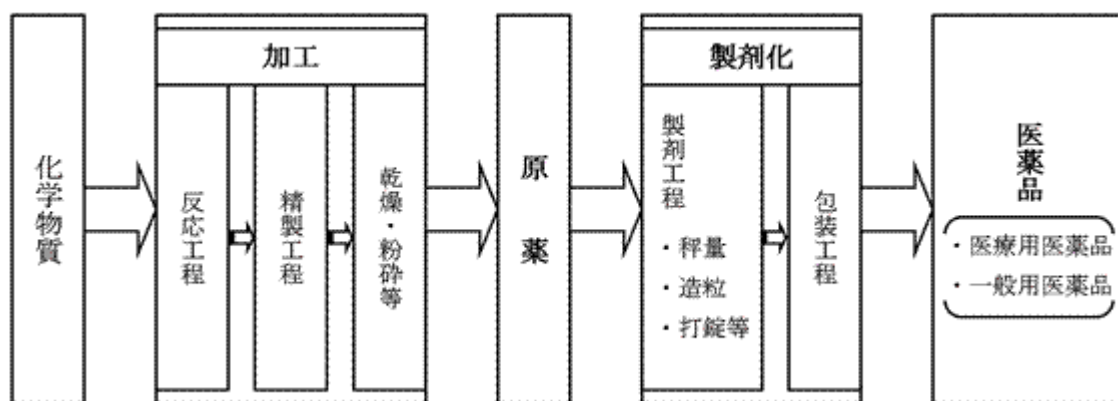 化学物質
加工
反応工程
精製工程
乾燥・粉砕等
原薬
製剤化
製剤工程
・秤量
・造粒
・打錠等
包装工程
医薬品
・医療用医薬品
・一般用医薬品